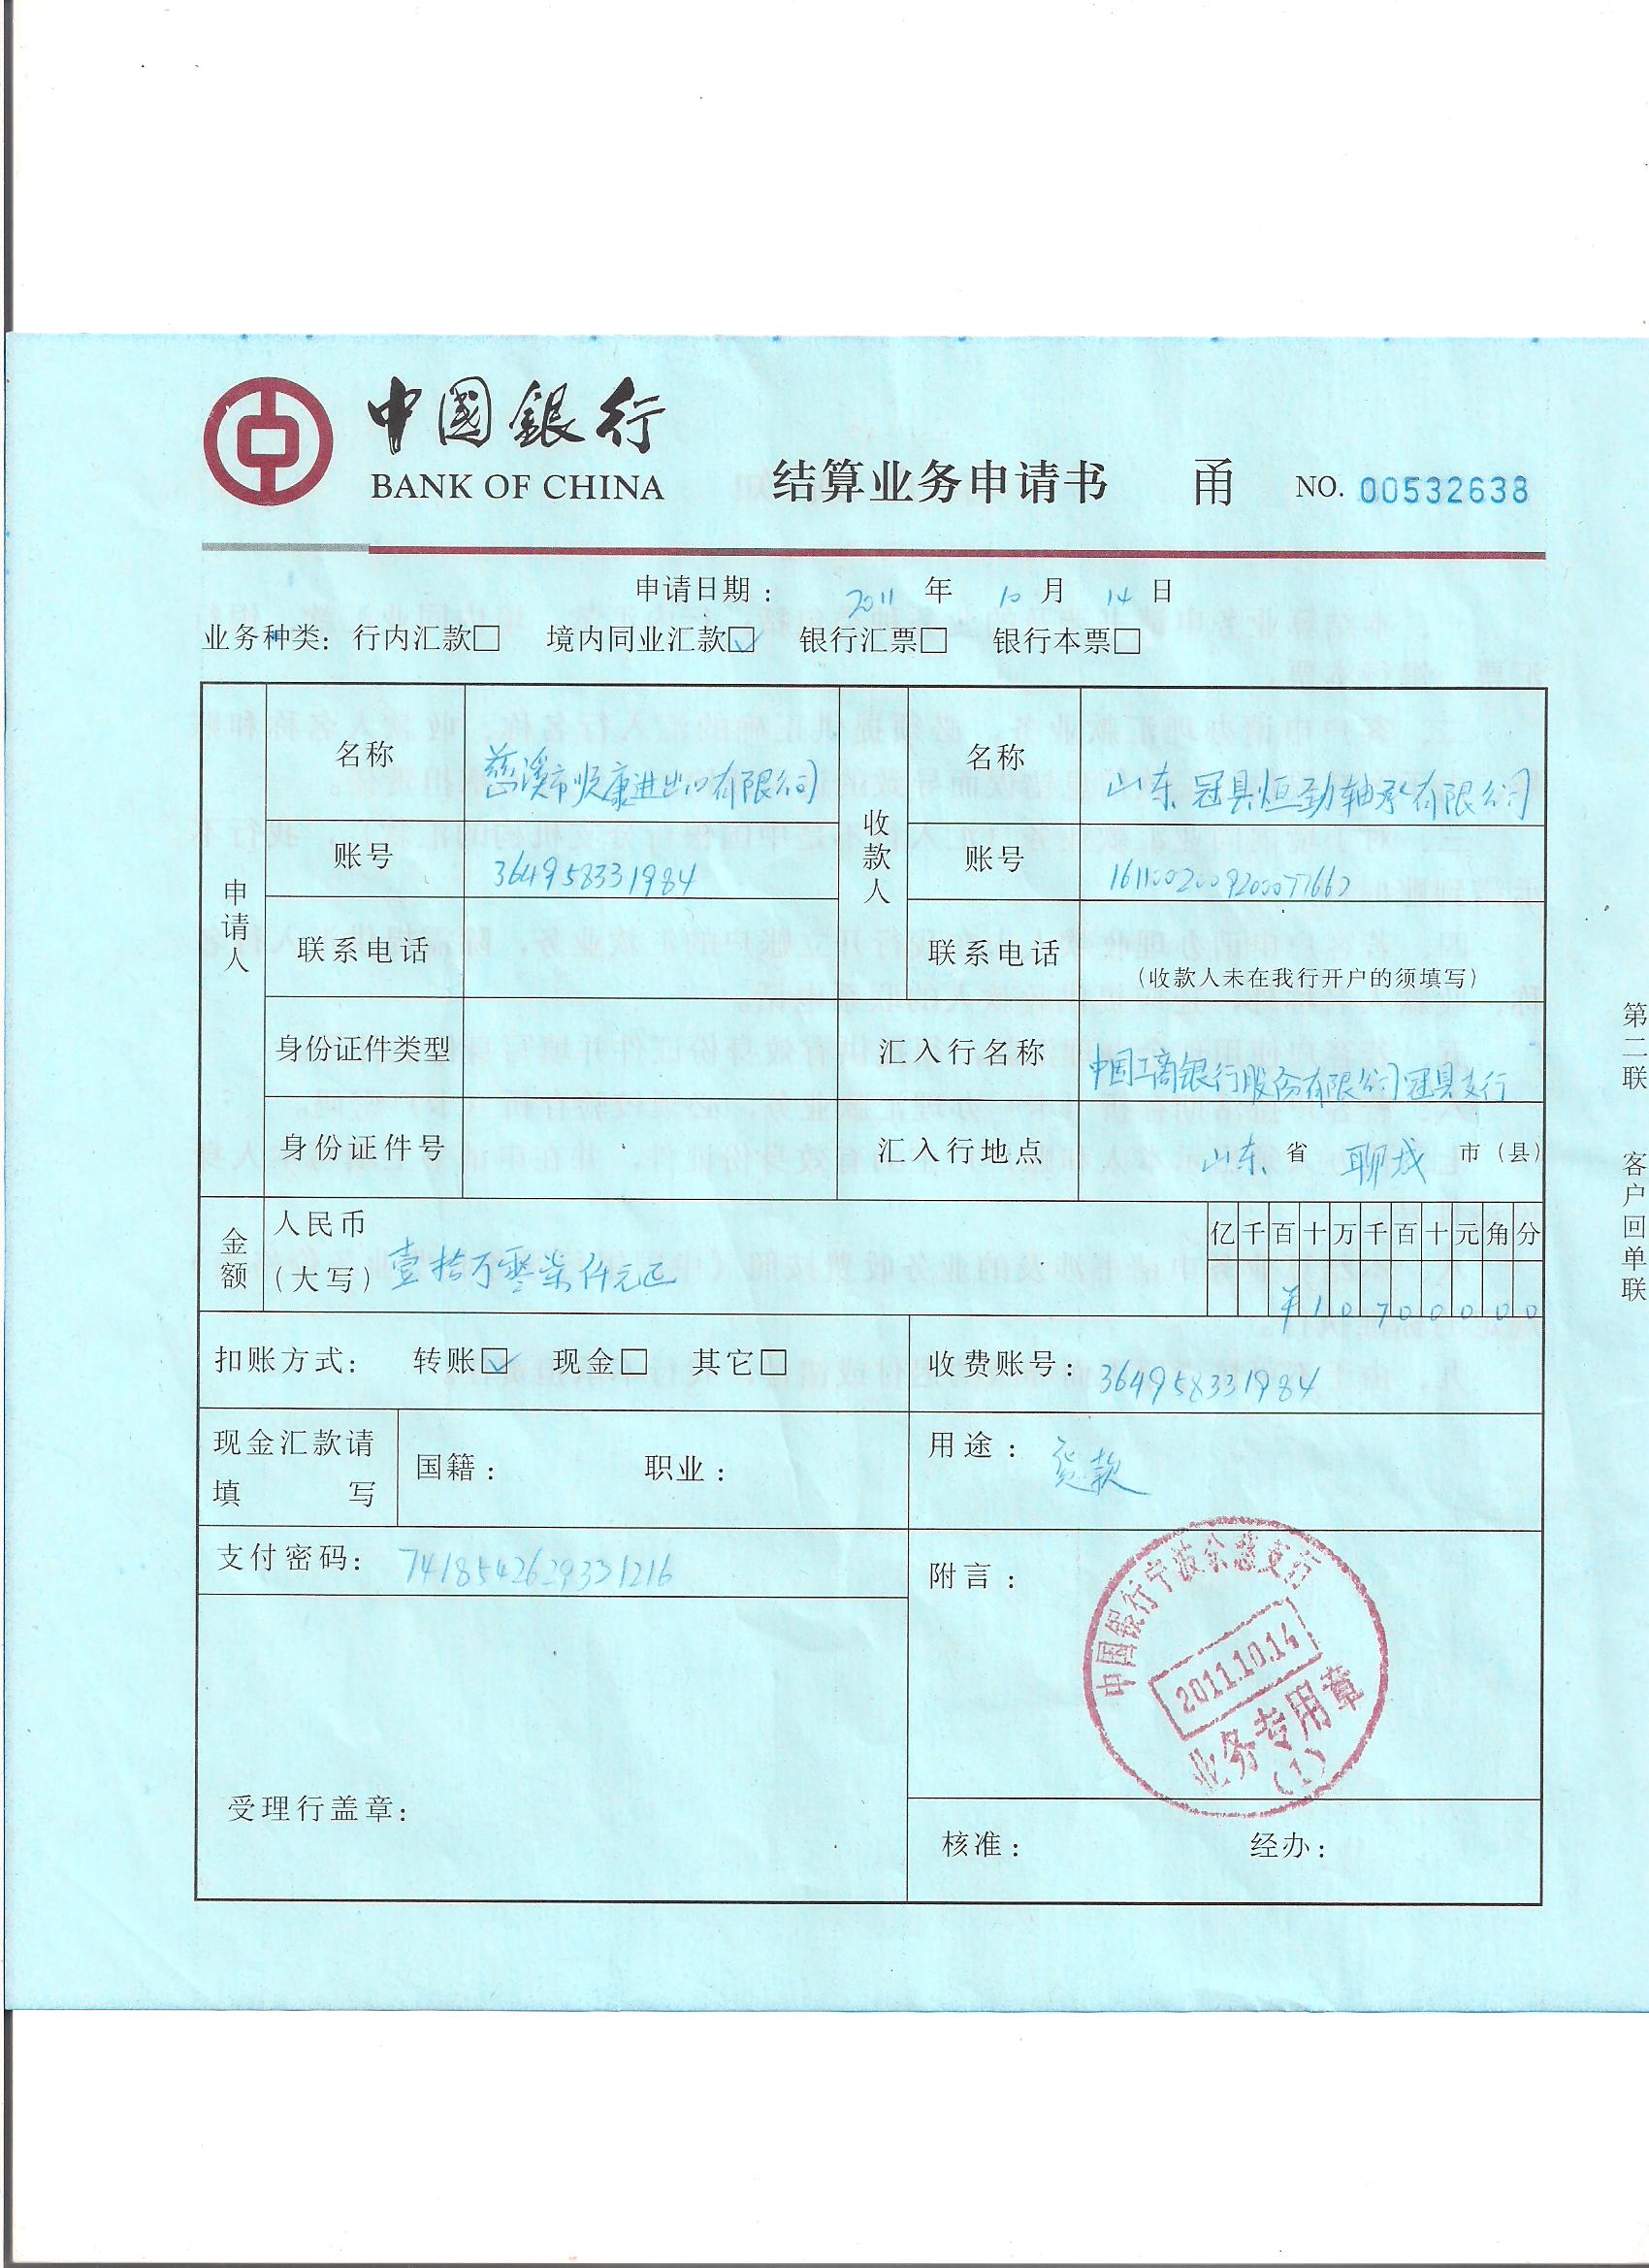 中國銀行
BANK OF CHINA
结算业务申请书 甬 NO. 00532638
申请日期： 2011 年 10 月 14 日
业务种类： 行内汇款□ 境内同业汇款☑ 银行汇票□ 银行本票□
申请人
名称 慈溪市顺康进出口有限公司
收款人
名称 山东冠县恒劲轴承有限公司
账号 364958331984
账号
联系电话
联系电话 （收款人未在我行开户的须填写）
身份证件类型
汇入行名称 中国工商银行股份有限公司冠县支行
身份证件号
汇入行地点 山东 省 聊城 市（县）
金额
人民币
（大写） 壹拾万零柒仟元正
亿 千 百 十 万 千 百 十 元 角 分
¥ 1 0 7 0 0 0 0 0
扣账方式： 转账☑ 现金□ 其它□
收费账号： 364958331984
现金汇款请
填 写
国籍： 职业：
用途： 货款
支付密码： 7418542629331216
附言：
中国银行宁波余慈支行
2011.10.14
业务专用章
(1)
受理行盖章：
核准： 经办：
第二联 客户回单联